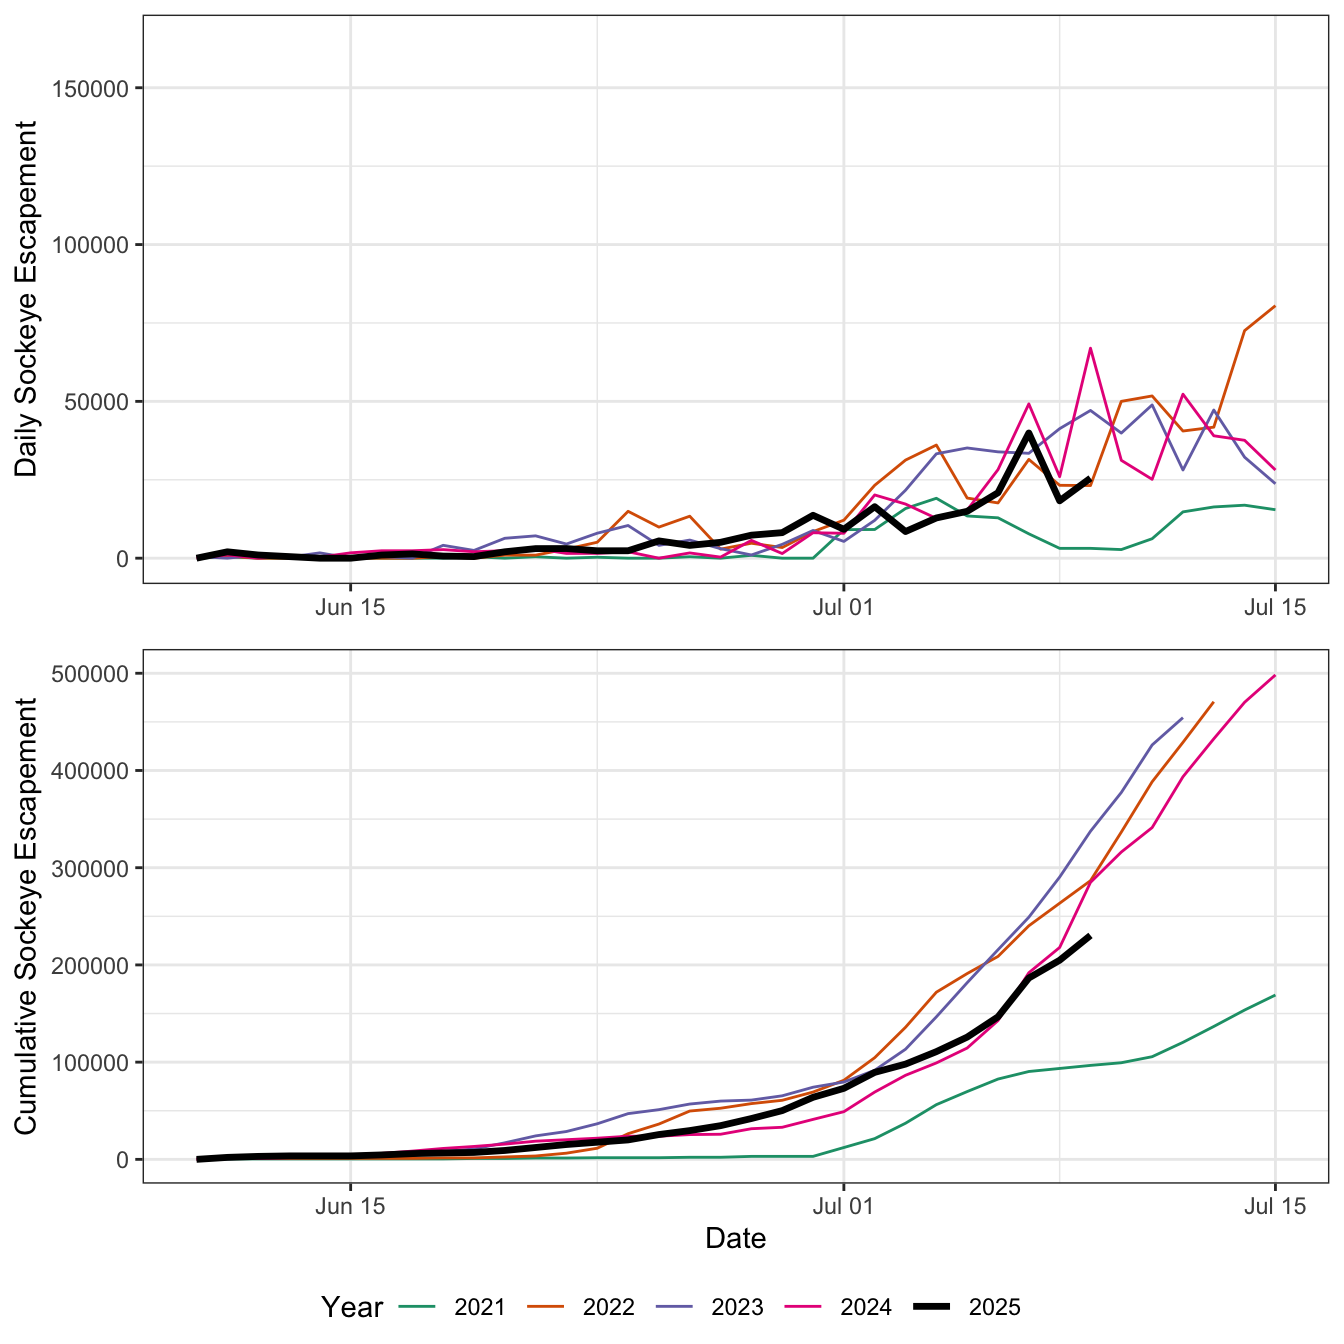 Daily Sockeye Escapement
150000
100000
50000
0
Jun 15
Jul 01
Jul 15
Cumulative Sockeye Escapement
500000
400000
300000
200000
100000
0
Jun 15
Jul 01
Jul 15
Date
Year 2021 2022 2023 2024 2025